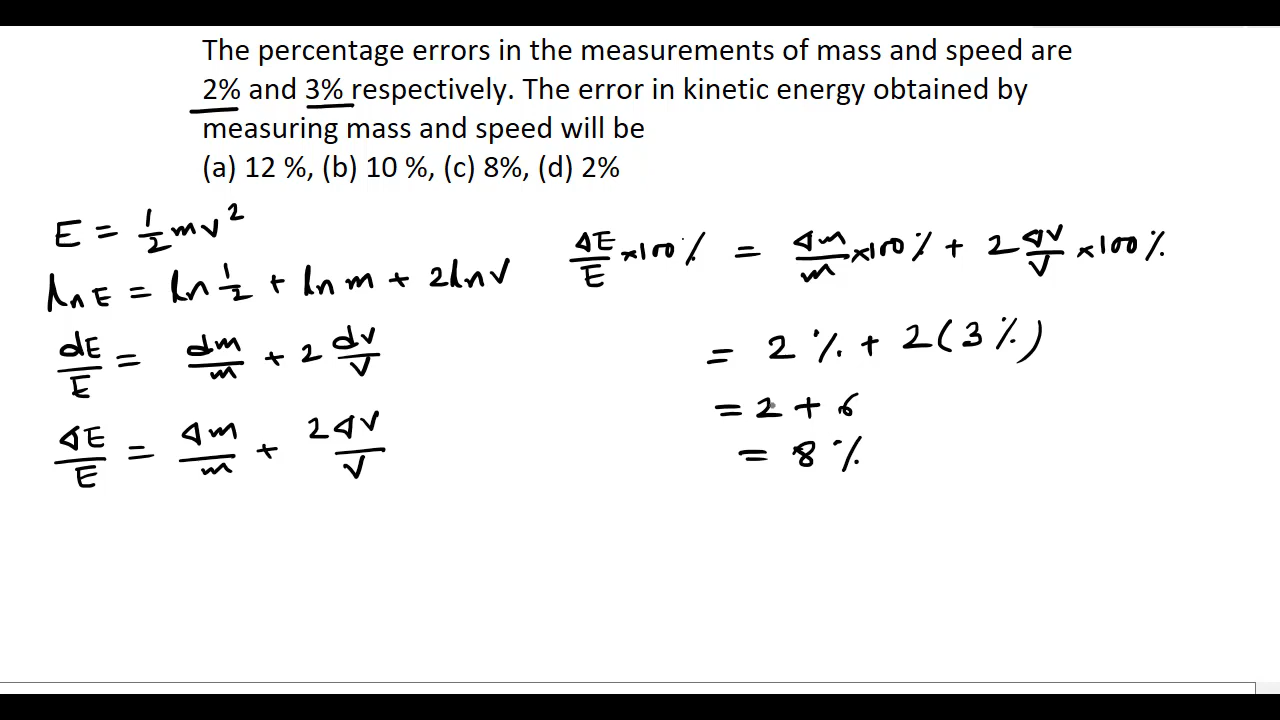 The percentage errors in the measurements of mass and speed are
2% and 3% respectively. The error in kinetic energy obtained by
measuring mass and speed will be
(a) 12 %, (b) 10 %, (c) 8%, (d) 2%
E = 1/2 mv²
ln E = ln 1/2 + ln m + 2 ln v
dE/E = dm/m + 2 dv/v
ΔE/E = Δm/m + 2Δv/v
ΔE/E × 100 % = Δm/m × 100 % + 2 Δv/v × 100 %
= 2 % + 2 (3 %)
= 2 + 6
= 8 %